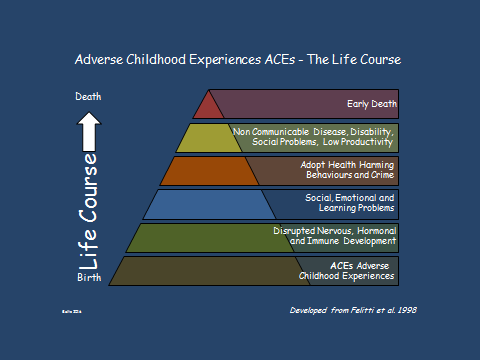 Adverse Childhood Experiences ACEs - The Life Course
Death
Early Death
Non Communicable Disease, Disability,
Social Problems, Low Productivity
Adopt Health Harming
Behaviours and Crime
Social, Emotional and
Learning Problems
Disrupted Nervous, Hormonal
and Immune Development
ACEs Adverse
Childhood Experiences
Life Course
Birth
Developed from Felitti et al. 1998